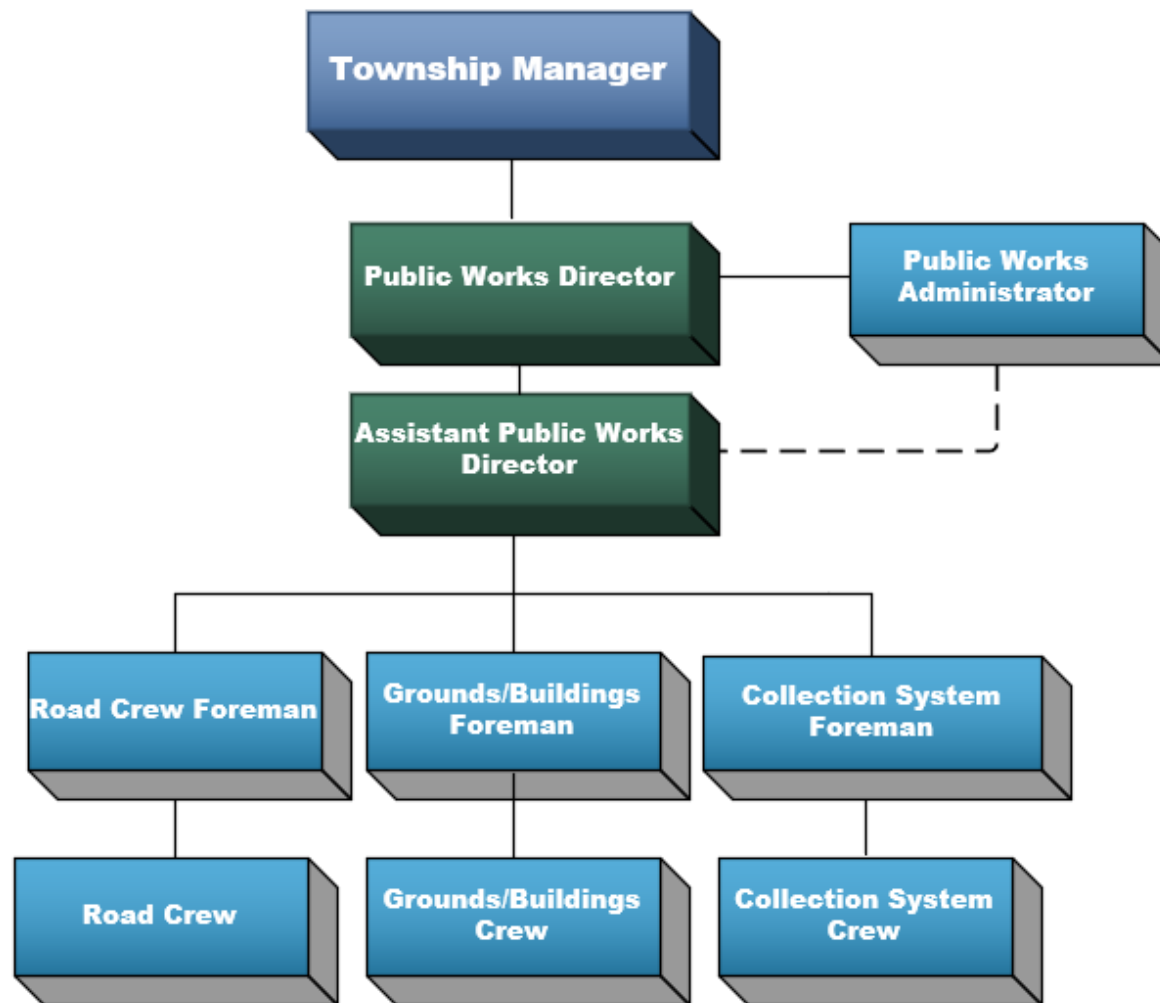 Township Manager
Public Works Director
Public Works
Administrator
Assistant Public Works
Director
Road Crew Foreman
Grounds/Buildings
Foreman
Collection System
Foreman
Road Crew
Grounds/Buildings
Crew
Collection System
Crew